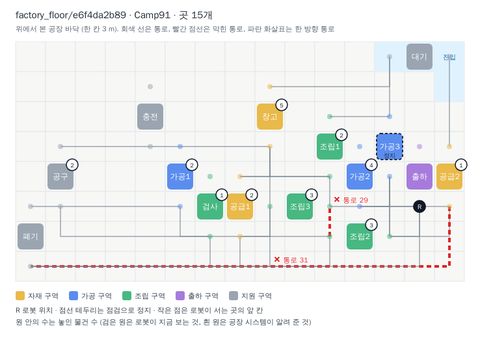 factory_floor/e6f4da2b89 · Camp91 · 곳 15개
위에서 본 공장 바닥 (한 칸 3 m). 회색 선은 통로, 빨간 점선은 막힌 통로, 파란 화살표는 한 방향 통로
대기
충전
창고 5
조립1 2
가공3
정지
공구 2
가공1 2
가공2 4
출하
공급2 1
검사 1
공급1 2
조립3 3
✕ 통로 29
R
폐기
조립2 3
✕ 통로 31
자재 구역
가공 구역
조립 구역
출하 구역
지원 구역
R 로봇 위치 · 점선 테두리는 점검으로 정지 · 작은 점은 로봇이 서는 곳의 앞 칸
원 안의 수는 놓인 물건 수 (검은 원은 로봇이 지금 보는 것, 흰 원은 공장 시스템이 알려 준 것)